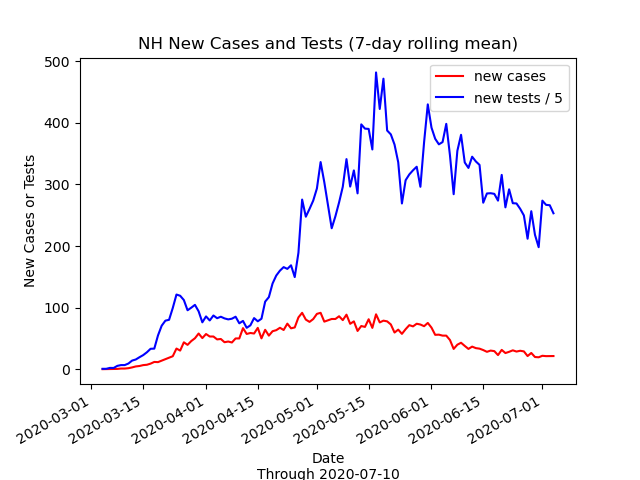 NH New Cases and Tests (7-day rolling mean)
new cases
new tests / 5
New Cases or Tests
500
400
300
200
100
0
2020-03-01
2020-03-15
2020-04-01
2020-04-15
2020-05-01
2020-05-15
2020-06-01
2020-06-15
2020-07-01
Date
Through 2020-07-10